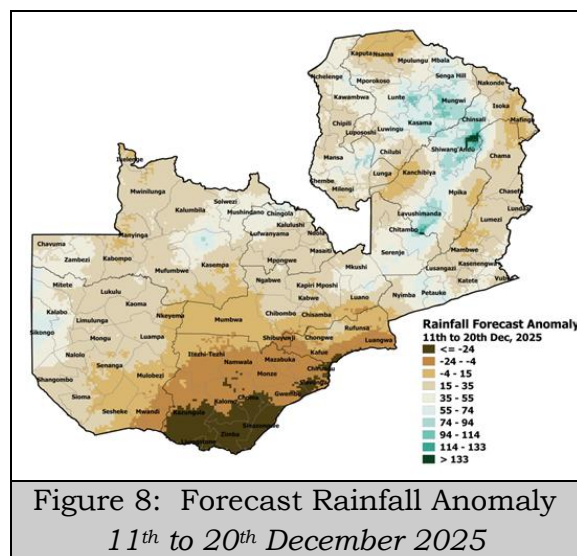 Kaputa
Nsama
Mpulungu
Mbala
Nchelenge
Mporokoso
Senga Hill
Nakonde
Kawambwa
Lunte
Mungwi
Isoka
Mafinga
Chipili
Luwingu
Kasama
Chinsali
Lupososhi
Shiwang'Andu
Mansa
Chilubi
Chama
Kanchibiya
Lunga
Chembe
Milengi
Mpika
Chasefu
Lundazi
Lavushimanda
Lumezi
Chitambo
Mambwe
Serenje
Kasenengwa
Lusangazi
Katete
Vubwi
Nyimba
Petauke
Ikelenge
Mwinilunga
Solwezi
Kalumbila
Mushindano
Chingola
Kalulushi
Lufwanyama
Ndola
Manyinga
Masaiti
Chavuma
Zambezi
Kabompo
Kasempa
Mpongwe
Mufumbwe
Mkushi
Mitete
Ngabwe
Kapiri Mposhi
Lukulu
Kabwe
Luano
Kalabo
Kaoma
Nkeyema
Chibombo
Chisamba
Limulunga
Mumbwa
Rufunsa
Sikongo
Mongu
Luampa
Shibuyunji
Chongwe
Luangwa
Nalolo
Itezhi-Tezhi
Kafue
Namwala
Mazabuka
Chirundu
Senanga
Mulobezi
Monze
Shangombo
Gwembe
Sioma
Sesheke
Mwandi
Kalomo
Choma
Kazungula
Sinazongwe
Zimba
Livingstone
Rainfall Forecast Anomaly
11th to 20th Dec, 2025
<= -24
-24 - -4
-4 - 15
15 - 35
35 - 55
55 - 74
74 - 94
94 - 114
114 - 133
> 133
Figure 8: Forecast Rainfall Anomaly
11th to 20th December 2025